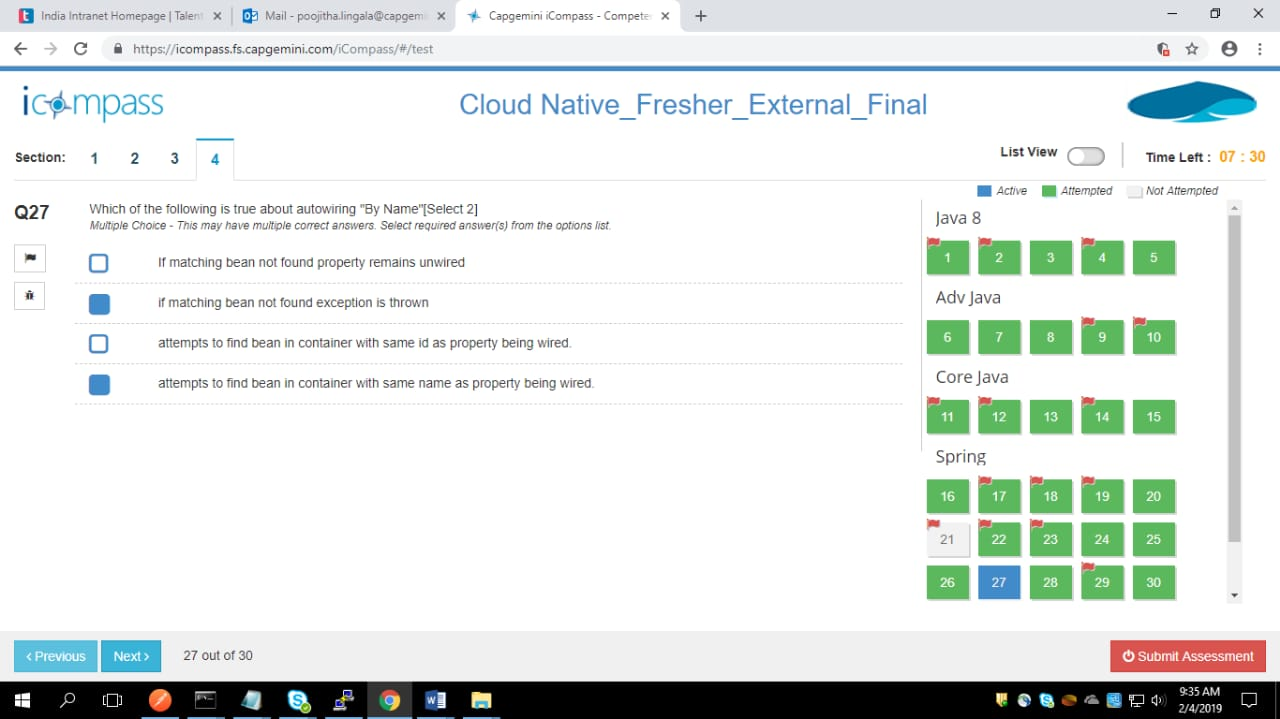 India Intranet Homepage | Talent
Mail - poojitha.lingala@capgemini
Capgemini iCompass - Compete
https://icompass.fs.capgemini.com/iCompass/#/test
icompass
Cloud Native_Fresher_External_Final
Section: 1 2 3 4
List View
Time Left : 07 : 30
Active Attempted Not Attempted
Q27
Which of the following is true about autowiring "By Name"[Select 2]
Multiple Choice - This may have multiple correct answers. Select required answer(s) from the options list.
If matching bean not found property remains unwired
if matching bean not found exception is thrown
attempts to find bean in container with same id as property being wired.
attempts to find bean in container with same name as property being wired.
Java 8
1 2 3 4 5
Adv Java
6 7 8 9 10
Core Java
11 12 13 14 15
Spring
16 17 18 19 20
21 22 23 24 25
26 27 28 29 30
‹ Previous
Next ›
27 out of 30
Submit Assessment
9:35 AM
2/4/2019